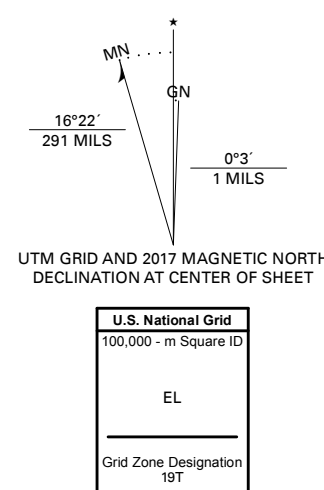 ★
MN
GN
16°22´
291 MILS
0°3´
1 MILS
UTM GRID AND 2017 MAGNETIC NORTH
DECLINATION AT CENTER OF SHEET
U.S. National Grid
100,000 - m Square ID
EL
Grid Zone Designation
19T